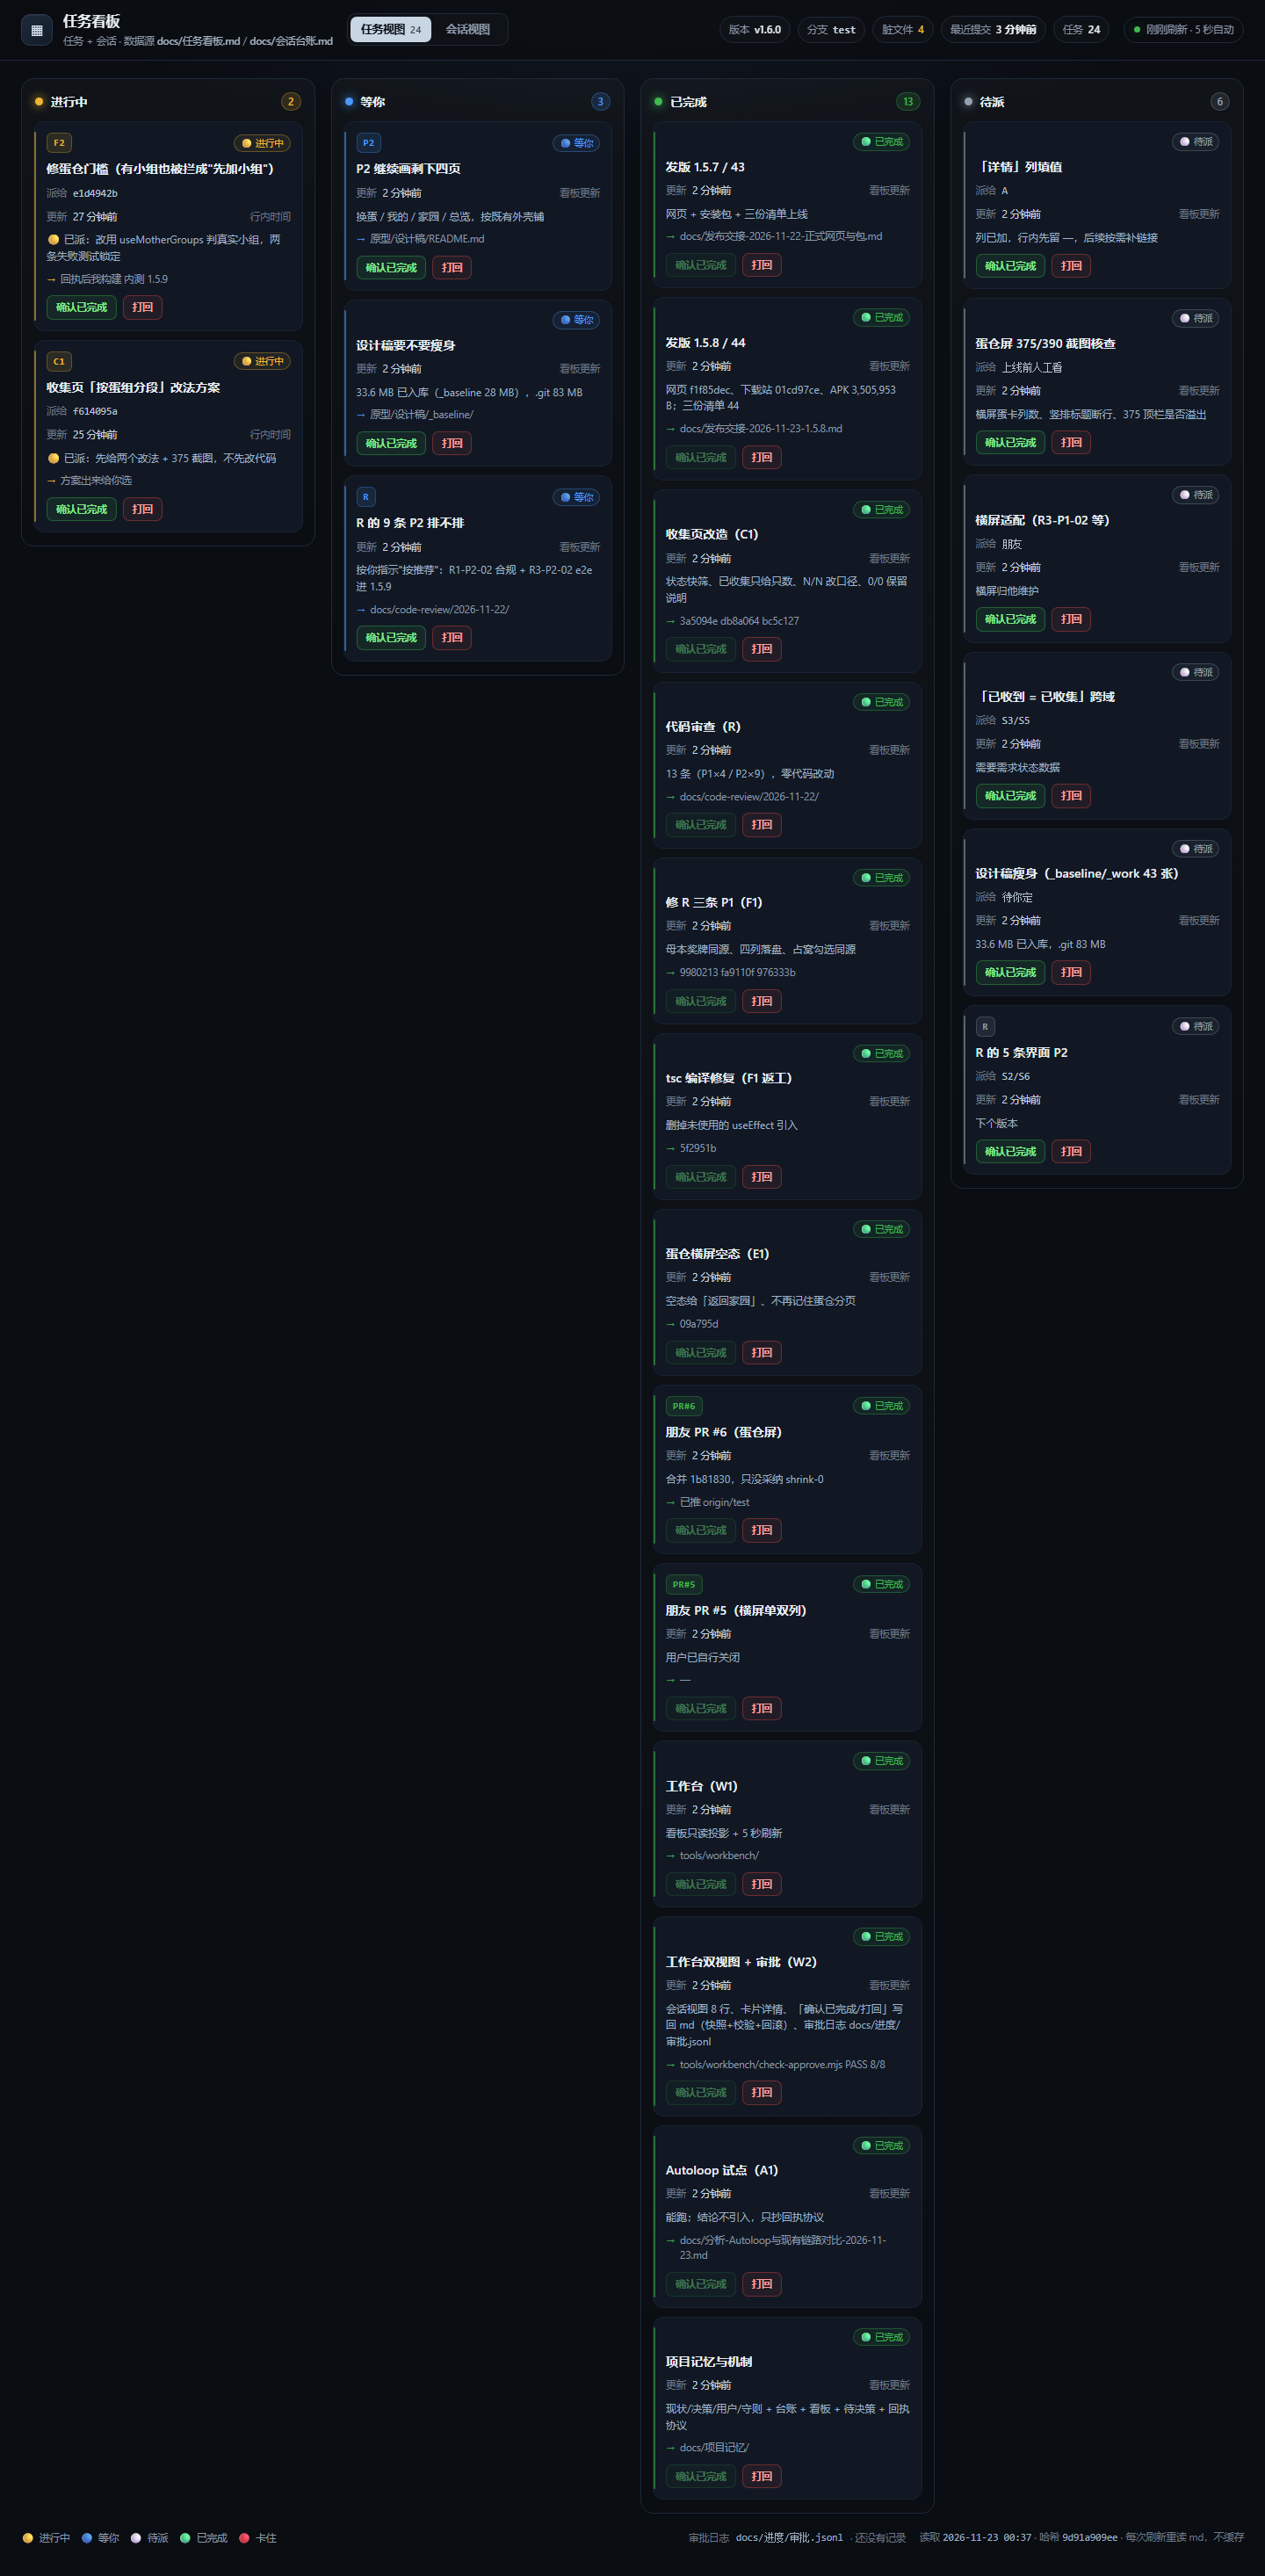 任务看板
任务 + 会话 · 数据源 docs/任务看板.md / docs/会话台账.md
任务视图 24
会话视图
版本 v1.6.0
分支 test
脏文件 4
最近提交 3 分钟前
任务 24
刚刚刷新 · 5 秒自动
进行中 2
F2 进行中
修蛋仓门槛（有小组也被拦成"先加小组"）
派给 e1d4942b
更新 27 分钟前 行内时间
已派：改用 useMotherGroups 判真实小组，两
条失败测试锁定
→ 回执后我构建 内测 1.5.9
确认已完成 打回
C1 进行中
收集页「按蛋组分段」改法方案
派给 f614095a
更新 25 分钟前 行内时间
已派：先给两个改法 + 375 截图，不先改代码
→ 方案出来给你选
确认已完成 打回
等你 3
P2 等你
P2 继续画剩下四页
更新 2 分钟前 看板更新
换蛋 / 我的 / 家园 / 总览，按既有外壳铺
→ 原型/设计稿/README.md
确认已完成 打回
等你
设计稿要不要瘦身
更新 2 分钟前 看板更新
33.6 MB 已入库（_baseline 28 MB），.git 83 MB
→ 原型/设计稿/_baseline/
确认已完成 打回
R 等你
R 的 9 条 P2 排不排
更新 2 分钟前 看板更新
按你指示"按推荐"：R1-P2-02 合规 + R3-P2-02 e2e
进 1.5.9
→ docs/code-review/2026-11-22/
确认已完成 打回
已完成 13
已完成
发版 1.5.7 / 43
更新 2 分钟前 看板更新
网页 + 安装包 + 三份清单上线
→ docs/发布交接-2026-11-22-正式网页与包.md
确认已完成 打回
已完成
发版 1.5.8 / 44
更新 2 分钟前 看板更新
网页 f1f85dec、下载站 01cd97ce、APK 3,505,953
B；三份清单 44
→ docs/发布交接-2026-11-23-1.5.8.md
确认已完成 打回
已完成
收集页改造（C1）
更新 2 分钟前 看板更新
状态快筛、已收集只给只数、N/N 改口径、0/0 保留
说明
→ 3a5094e db8a064 bc5c127
确认已完成 打回
已完成
代码审查（R）
更新 2 分钟前 看板更新
13 条（P1×4 / P2×9），零代码改动
→ docs/code-review/2026-11-22/
确认已完成 打回
已完成
修 R 三条 P1（F1）
更新 2 分钟前 看板更新
母本奖牌同源、四列落盘、占窝勾选同源
→ 9980213 fa9110f 976333b
确认已完成 打回
已完成
tsc 编译修复（F1 返工）
更新 2 分钟前 看板更新
删掉未使用的 useEffect 引入
→ 5f2951b
确认已完成 打回
已完成
蛋仓横屏空态（E1）
更新 2 分钟前 看板更新
空态给「返回家园」、不再记住蛋仓分页
→ 09a795d
确认已完成 打回
PR#6 已完成
朋友 PR #6（蛋仓屏）
更新 2 分钟前 看板更新
合并 1b81830，只没采纳 shrink-0
→ 已推 origin/test
确认已完成 打回
PR#5 已完成
朋友 PR #5（横屏单双列）
更新 2 分钟前 看板更新
用户已自行关闭
→ —
确认已完成 打回
已完成
工作台（W1）
更新 2 分钟前 看板更新
看板只读投影 + 5 秒刷新
→ tools/workbench/
确认已完成 打回
已完成
工作台双视图 + 审批（W2）
更新 2 分钟前 看板更新
会话视图 8 行、卡片详情、「确认已完成/打回」写
回 md（快照+校验+回滚）、审批日志 docs/进度/
审批.jsonl
→ tools/workbench/check-approve.mjs PASS 8/8
确认已完成 打回
已完成
Autoloop 试点（A1）
更新 2 分钟前 看板更新
能跑；结论不引入，只抄回执协议
→ docs/分析-Autoloop与现有链路对比-2026-11-
23.md
确认已完成 打回
已完成
项目记忆与机制
更新 2 分钟前 看板更新
现状/决策/用户/守则 + 台账 + 看板 + 待决策 + 回执
协议
→ docs/项目记忆/
确认已完成 打回
待派 6
待派
「详情」列填值
派给 A
更新 2 分钟前 看板更新
列已加，行内先留 —，后续按需补链接
确认已完成 打回
待派
蛋仓屏 375/390 截图核查
派给 上线前人工看
更新 2 分钟前 看板更新
横屏蛋卡列数、竖排标题断行、375 顶栏是否溢出
确认已完成 打回
待派
横屏适配（R3-P1-02 等）
派给 朋友
更新 2 分钟前 看板更新
横屏归他维护
确认已完成 打回
待派
「已收到 = 已收集」跨域
派给 S3/S5
更新 2 分钟前 看板更新
需要需求状态数据
确认已完成 打回
待派
设计稿瘦身（_baseline/_work 43 张）
派给 待你定
更新 2 分钟前 看板更新
33.6 MB 已入库，.git 83 MB
确认已完成 打回
R 待派
R 的 5 条界面 P2
派给 S2/S6
更新 2 分钟前 看板更新
下个版本
确认已完成 打回
进行中 等你 待派 已完成 卡住
审批日志 docs/进度/审批.jsonl · 还没有记录 读取 2026-11-23 00:37 · 哈希 9d91a909ee · 每次刷新重读 md，不缓存